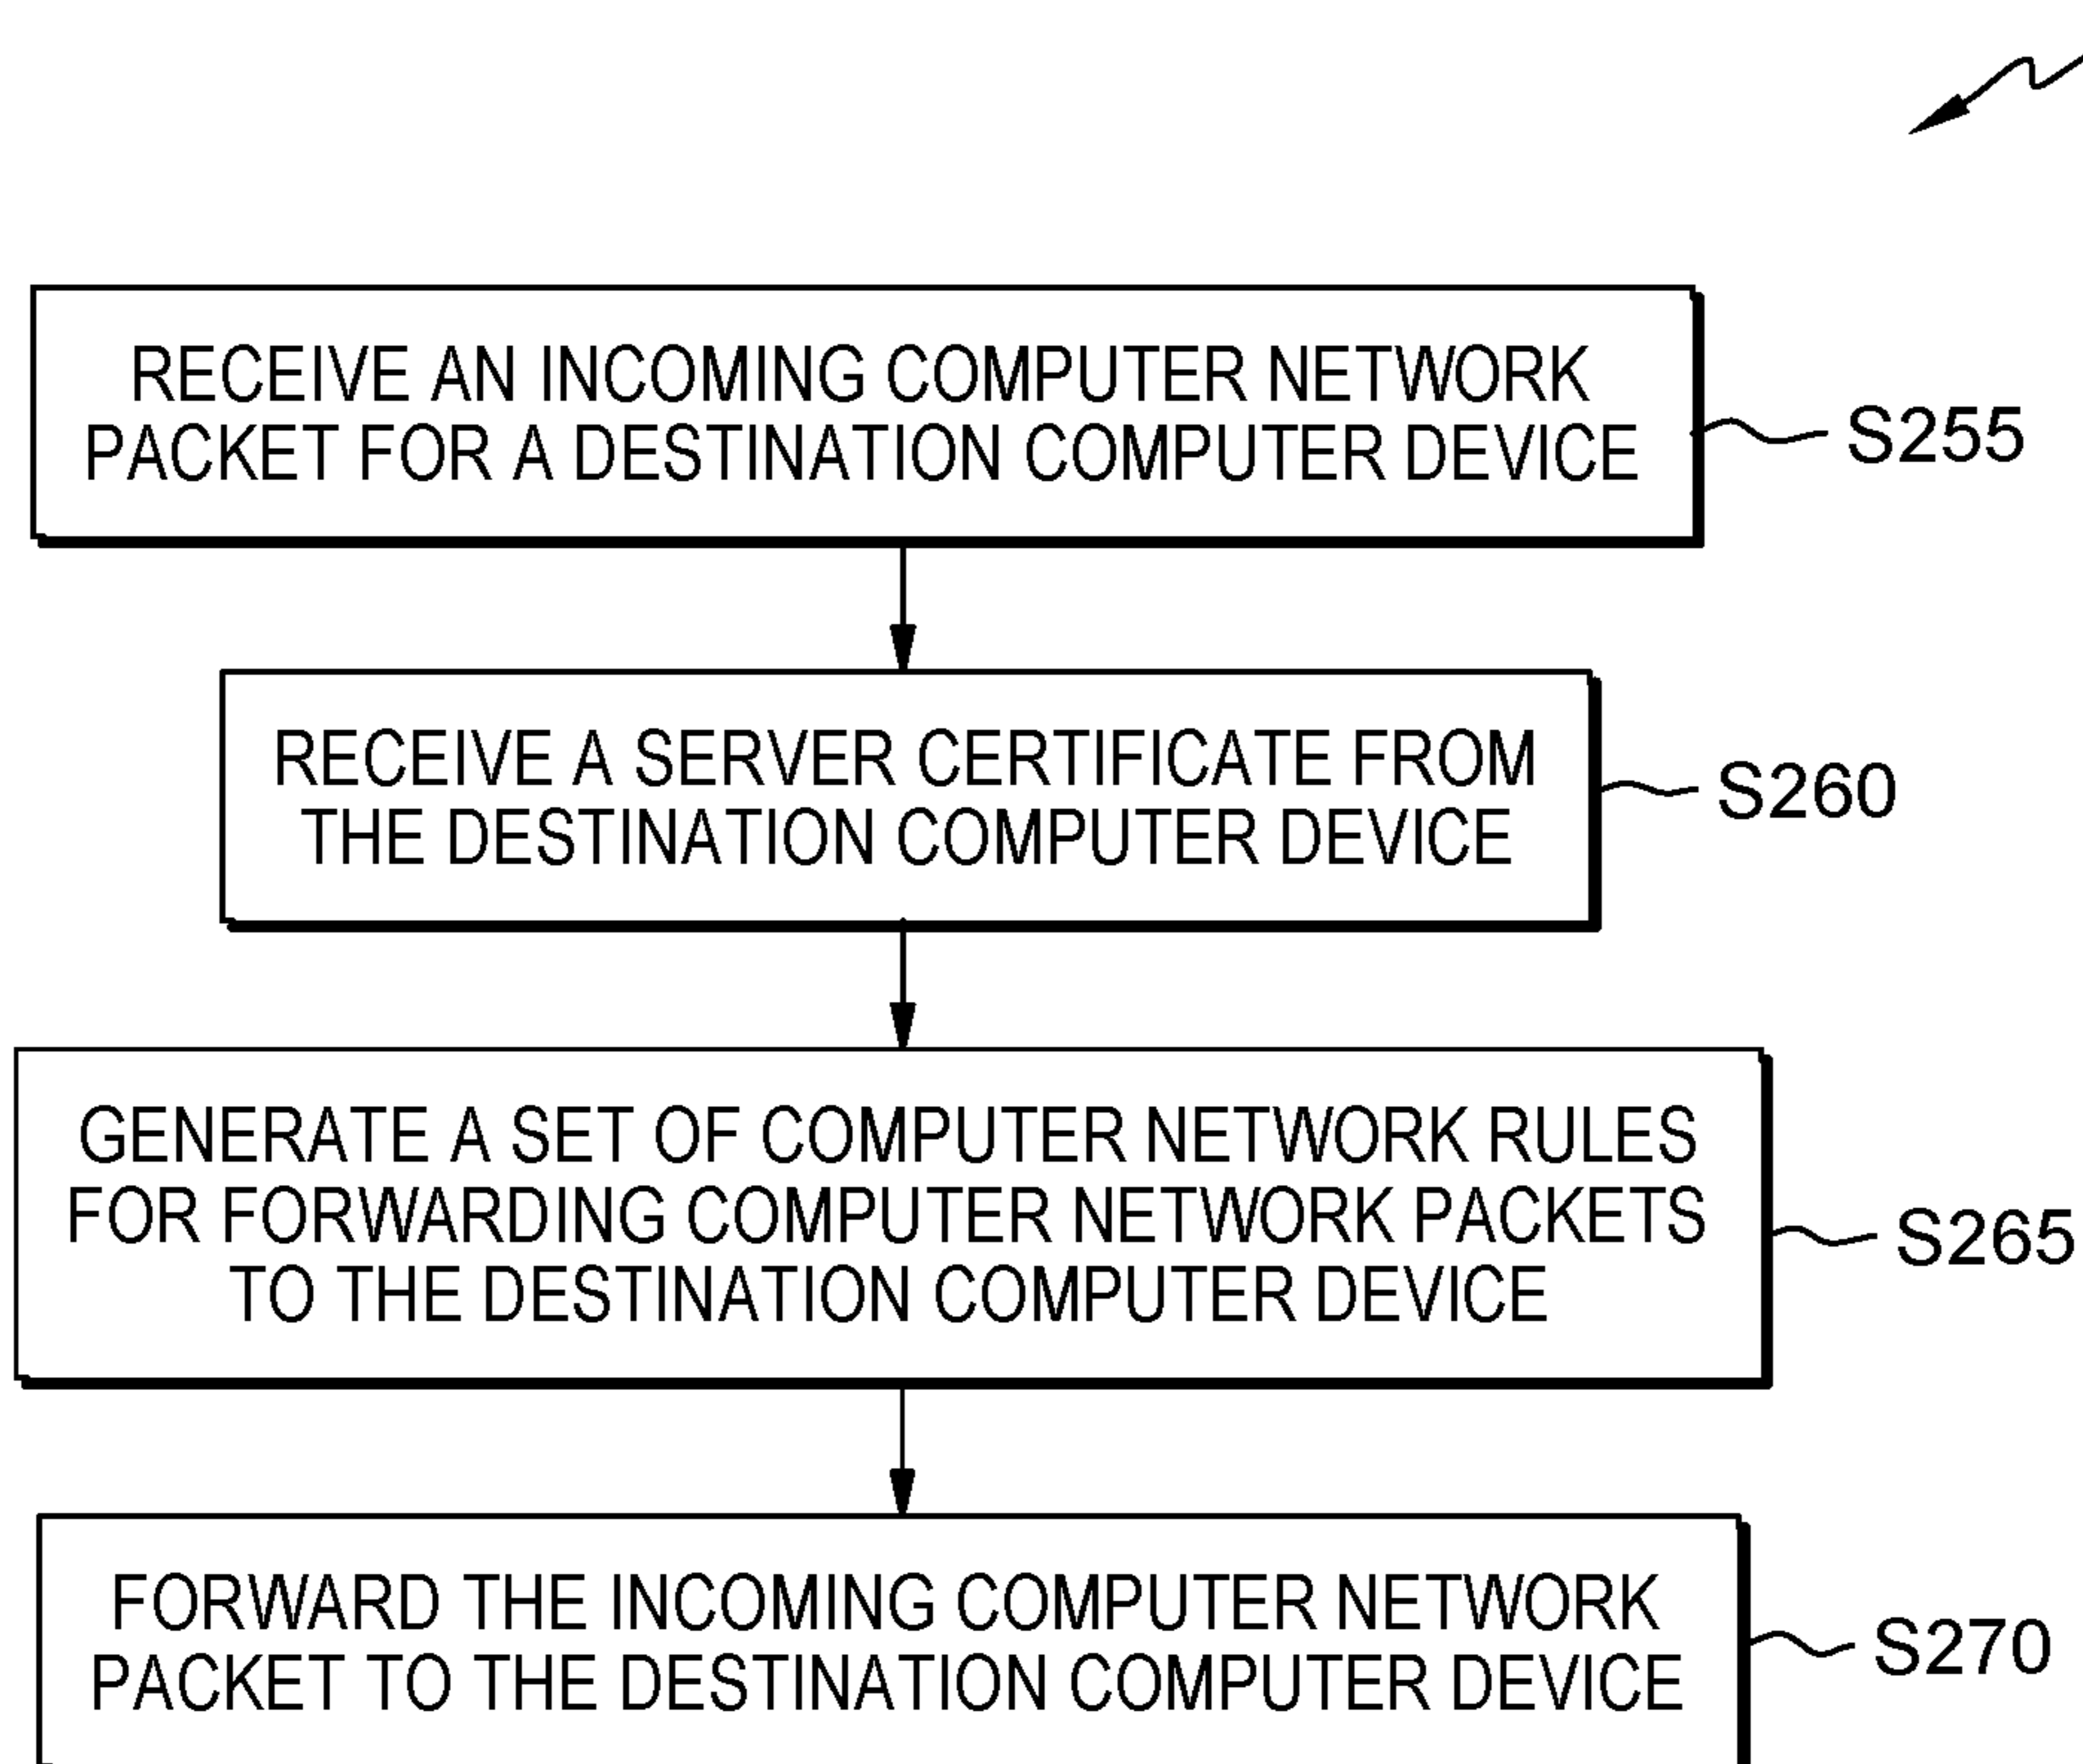 RECEIVE AN INCOMING COMPUTER NETWORK
PACKET FOR A DESTINATION COMPUTER DEVICE
S255
RECEIVE A SERVER CERTIFICATE FROM
THE DESTINATION COMPUTER DEVICE
S260
GENERATE A SET OF COMPUTER NETWORK RULES
FOR FORWARDING COMPUTER NETWORK PACKETS
TO THE DESTINATION COMPUTER DEVICE
S265
FORWARD THE INCOMING COMPUTER NETWORK
PACKET TO THE DESTINATION COMPUTER DEVICE
S270